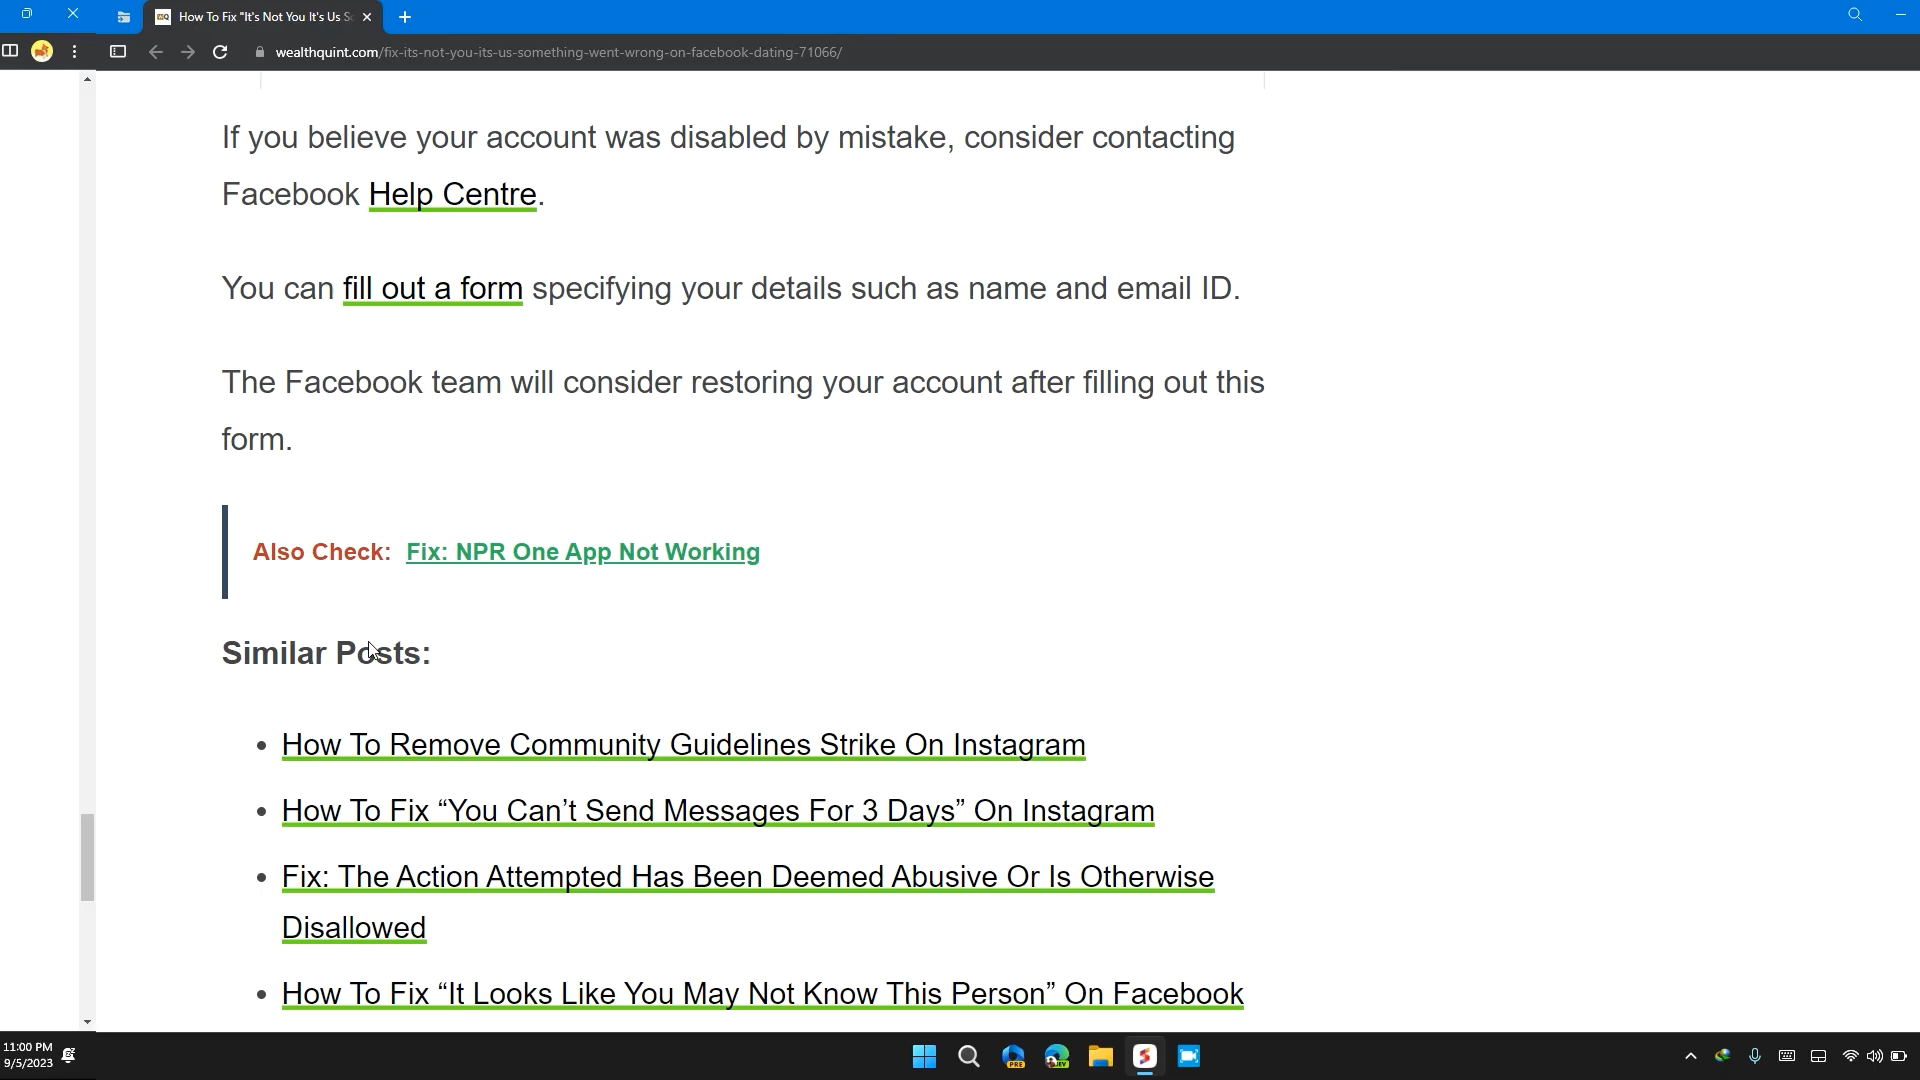 How To Fix "It's Not You It's Us
wealthquint.com/fix-its-not-you-its-us-something-went-wrong-on-facebook-dating-71066/
If you believe your account was disabled by mistake, consider contacting
Facebook Help Centre.
You can fill out a form specifying your details such as name and email ID.
The Facebook team will consider restoring your account after filling out this
form.
Also Check: Fix: NPR One App Not Working
Similar Posts:
How To Remove Community Guidelines Strike On Instagram
How To Fix “You Can’t Send Messages For 3 Days” On Instagram
Fix: The Action Attempted Has Been Deemed Abusive Or Is Otherwise
Disallowed
How To Fix “It Looks Like You May Not Know This Person” On Facebook
11:00 PM
9/5/2023
PRE